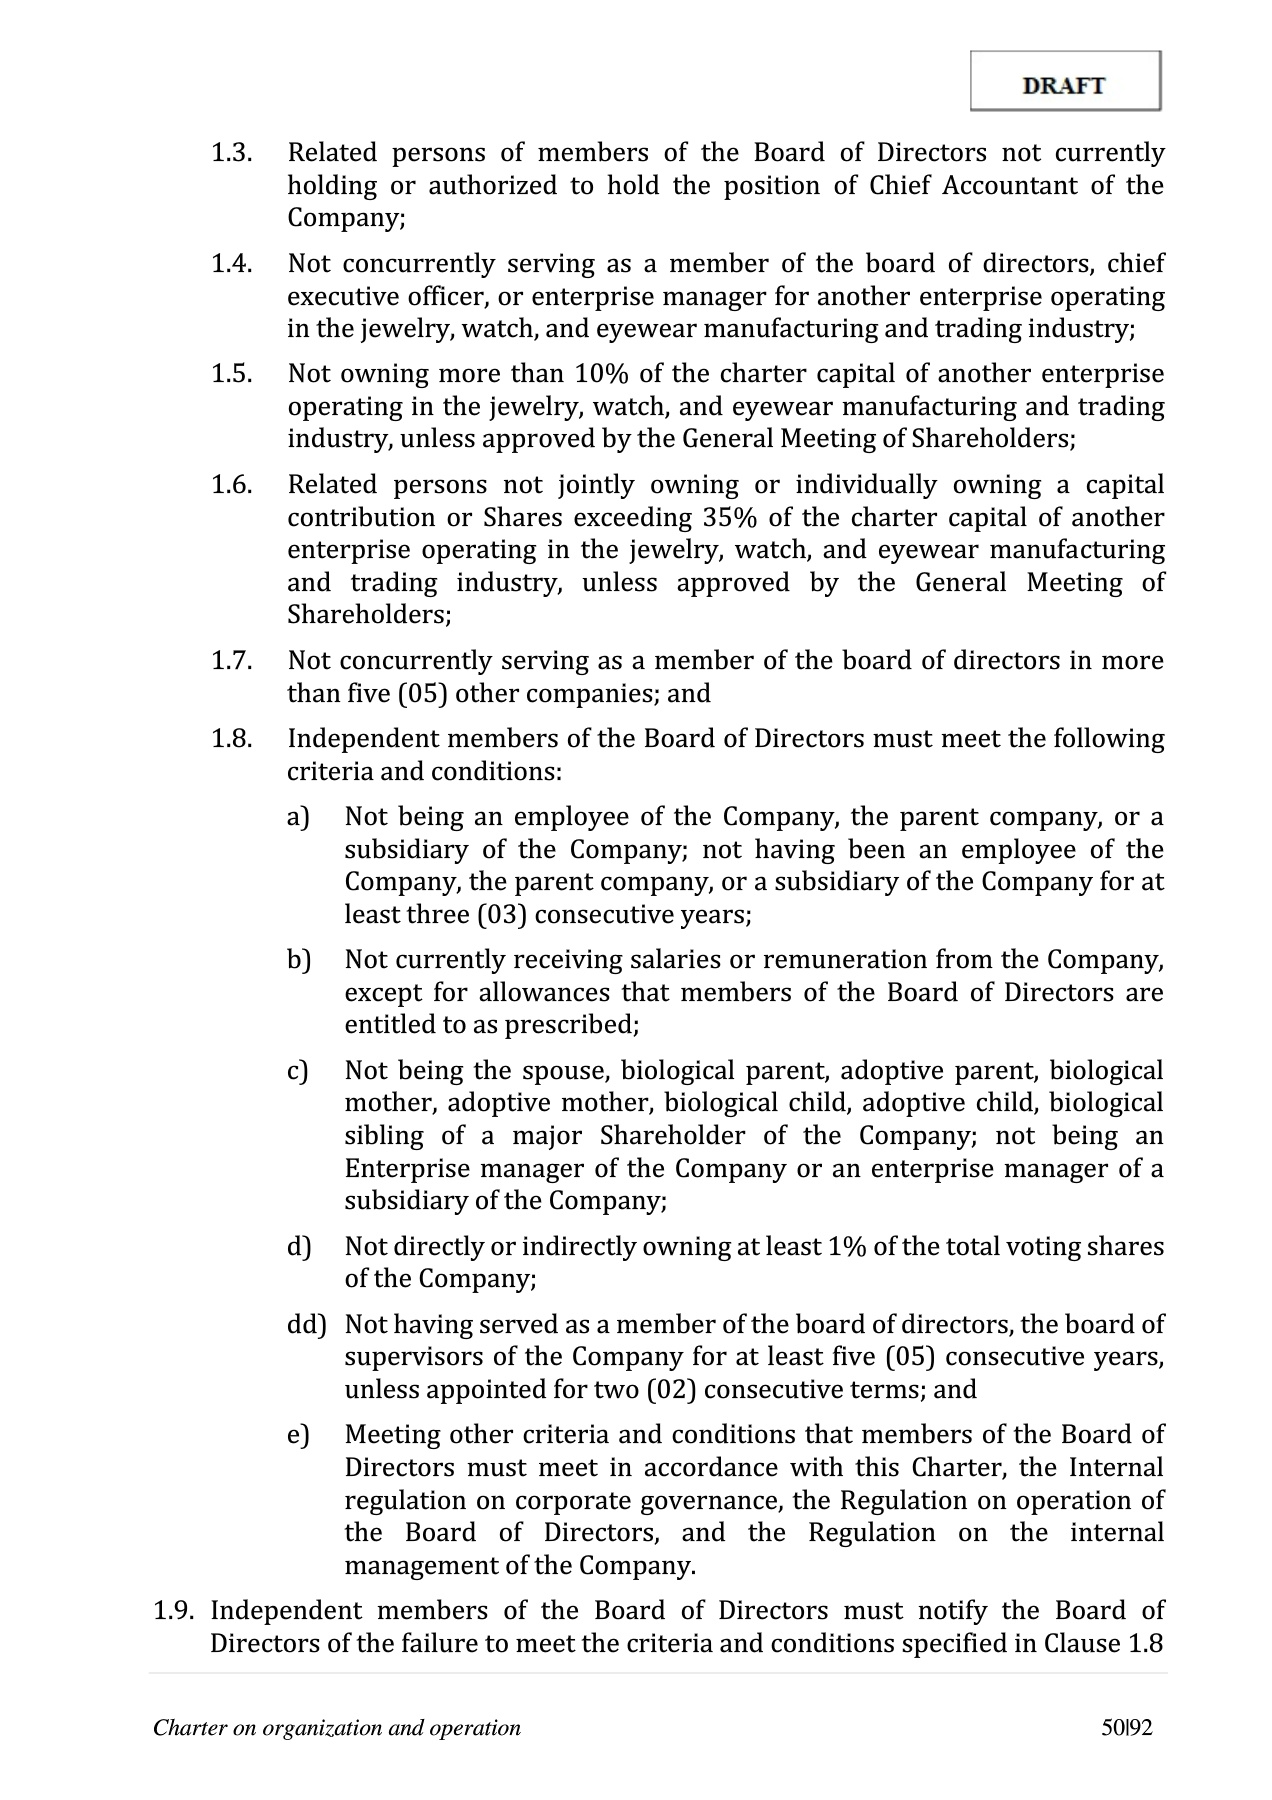 DRAFT
1.3. Related persons of members of the Board of Directors not currently
holding or authorized to hold the position of Chief Accountant of the
Company;
1.4. Not concurrently serving as a member of the board of directors, chief
executive officer, or enterprise manager for another enterprise operating
in the jewelry, watch, and eyewear manufacturing and trading industry;
1.5. Not owning more than 10% of the charter capital of another enterprise
operating in the jewelry, watch, and eyewear manufacturing and trading
industry, unless approved by the General Meeting of Shareholders;
1.6. Related persons not jointly owning or individually owning a capital
contribution or Shares exceeding 35% of the charter capital of another
enterprise operating in the jewelry, watch, and eyewear manufacturing
and trading industry, unless approved by the General Meeting of
Shareholders;
1.7. Not concurrently serving as a member of the board of directors in more
than five (05) other companies; and
1.8. Independent members of the Board of Directors must meet the following
criteria and conditions:
a) Not being an employee of the Company, the parent company, or a
subsidiary of the Company; not having been an employee of the
Company, the parent company, or a subsidiary of the Company for at
least three (03) consecutive years;
b) Not currently receiving salaries or remuneration from the Company,
except for allowances that members of the Board of Directors are
entitled to as prescribed;
c) Not being the spouse, biological parent, adoptive parent, biological
mother, adoptive mother, biological child, adoptive child, biological
sibling of a major Shareholder of the Company; not being an
Enterprise manager of the Company or an enterprise manager of a
subsidiary of the Company;
d) Not directly or indirectly owning at least 1% of the total voting shares
of the Company;
dd) Not having served as a member of the board of directors, the board of
supervisors of the Company for at least five (05) consecutive years,
unless appointed for two (02) consecutive terms; and
e) Meeting other criteria and conditions that members of the Board of
Directors must meet in accordance with this Charter, the Internal
regulation on corporate governance, the Regulation on operation of
the Board of Directors, and the Regulation on the internal
management of the Company.
1.9. Independent members of the Board of Directors must notify the Board of
Directors of the failure to meet the criteria and conditions specified in Clause 1.8
Charter on organization and operation 50|92